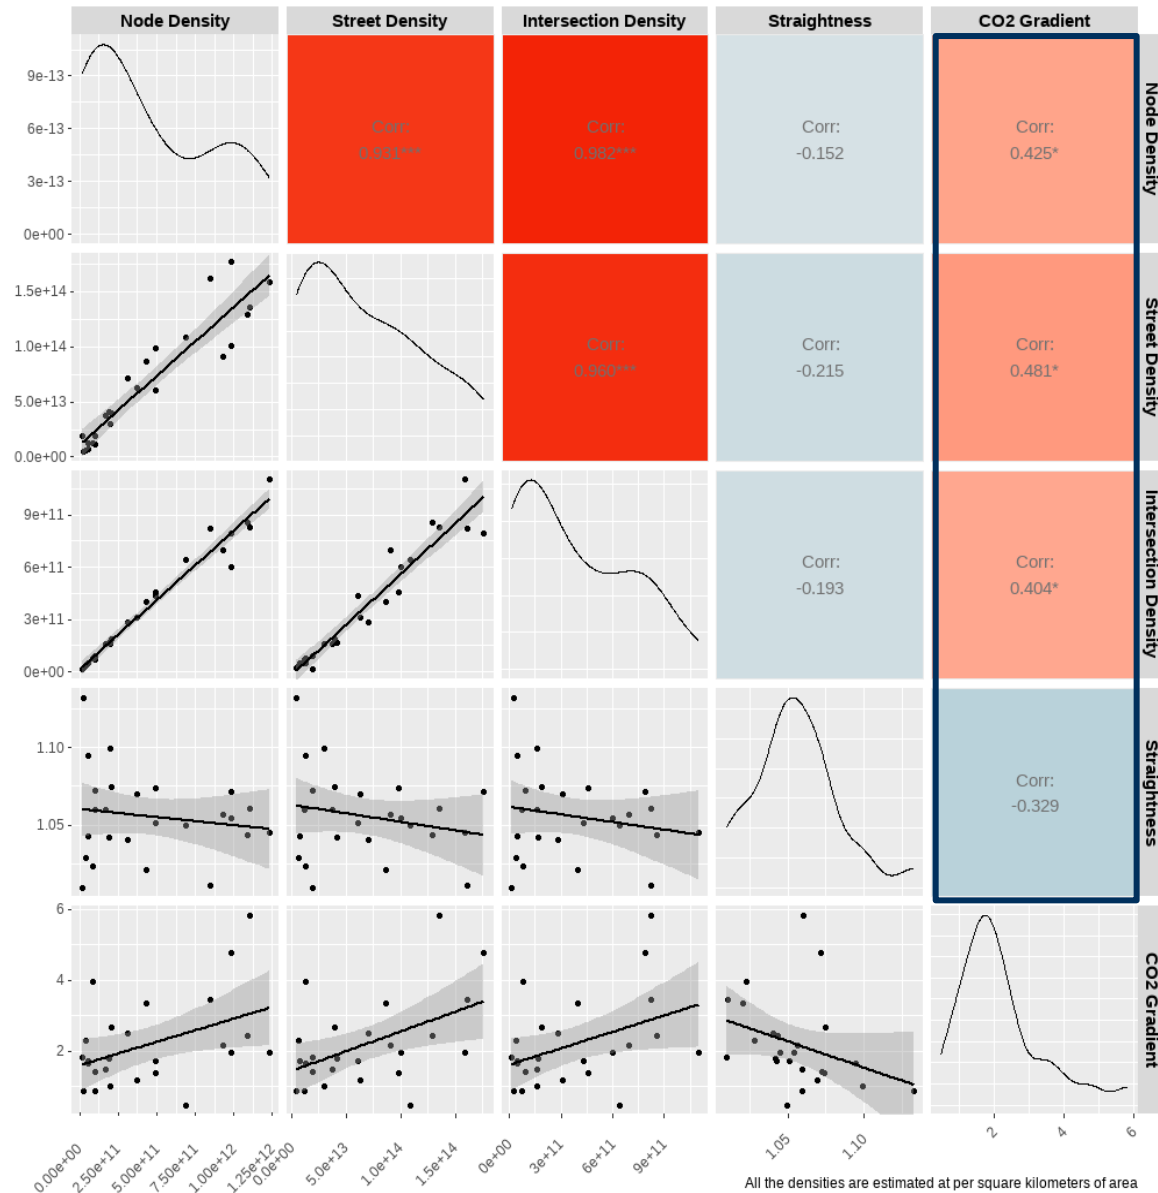 Node Density
Street Density
Intersection Density
Straightness
CO2 Gradient
9e-13
6e-13
3e-13
0e+00
Corr:
0.931***
Corr:
0.982***
Corr:
-0.152
Corr:
0.425*
Node Density
1.5e+14
1.0e+14
5.0e+13
0.0e+00
Corr:
0.960***
Corr:
-0.215
Corr:
0.481*
Street Density
9e+11
6e+11
3e+11
0e+00
Corr:
-0.193
Corr:
0.404*
Intersection Density
1.10
1.05
Corr:
-0.329
Straightness
6
4
2
CO2 Gradient
0.00e+00
2.50e+11
5.00e+11
7.50e+11
1.00e+12
1.25e+12
0.0e+00
5.0e+13
1.0e+14
1.5e+14
0e+00
3e+11
6e+11
9e+11
1.05
1.10
2
4
6
All the densities are estimated at per square kilometers of area